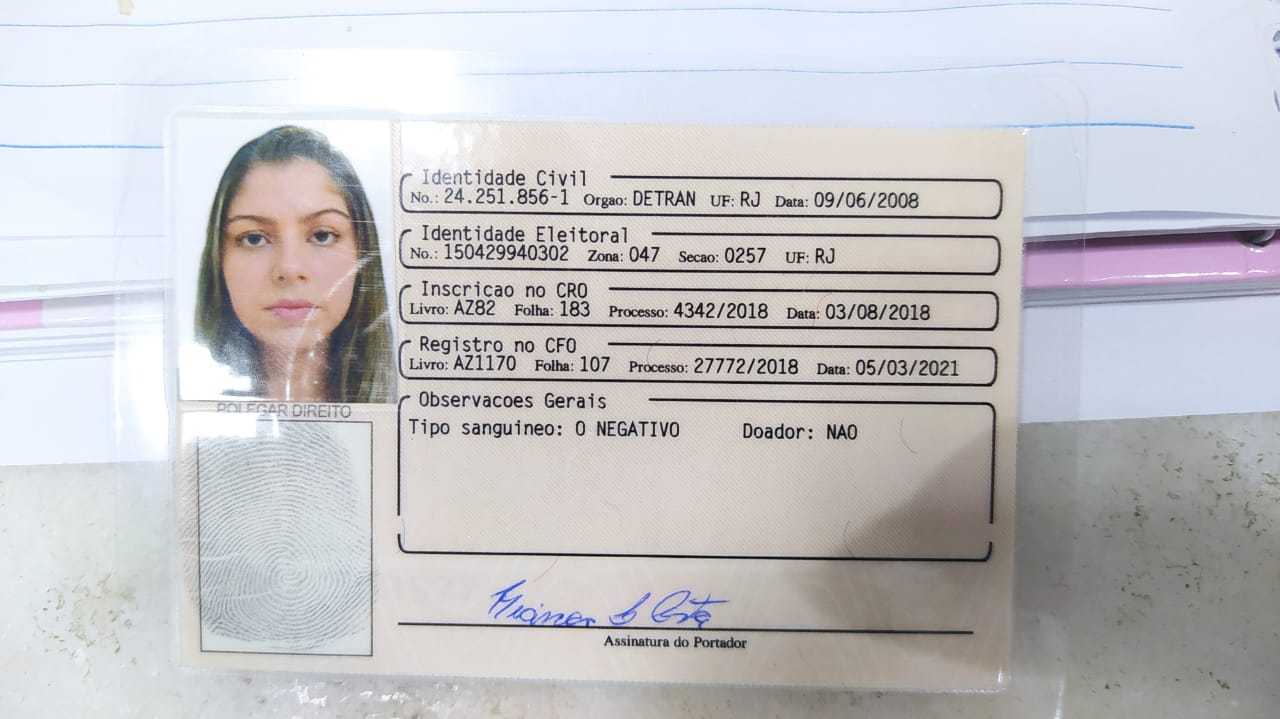 POLEGAR DIREITO
Identidade Civil
No.: 24.251.856-1 Orgao: DETRAN UF: RJ Data: 09/06/2008
Identidade Eleitoral
No.: 150429940302 Zona: 047 Secao: 0257 UF: RJ
Inscricao no CRO
Livro: AZ82 Folha: 183 Processo: 4342/2018 Data: 03/08/2018
Registro no CFO
Livro: AZ1170 Folha: 107 Processo: 27772/2018 Data: 05/03/2021
Observacoes Gerais
Tipo sanguineo: O NEGATIVO Doador: NAO
Assinatura do Portador